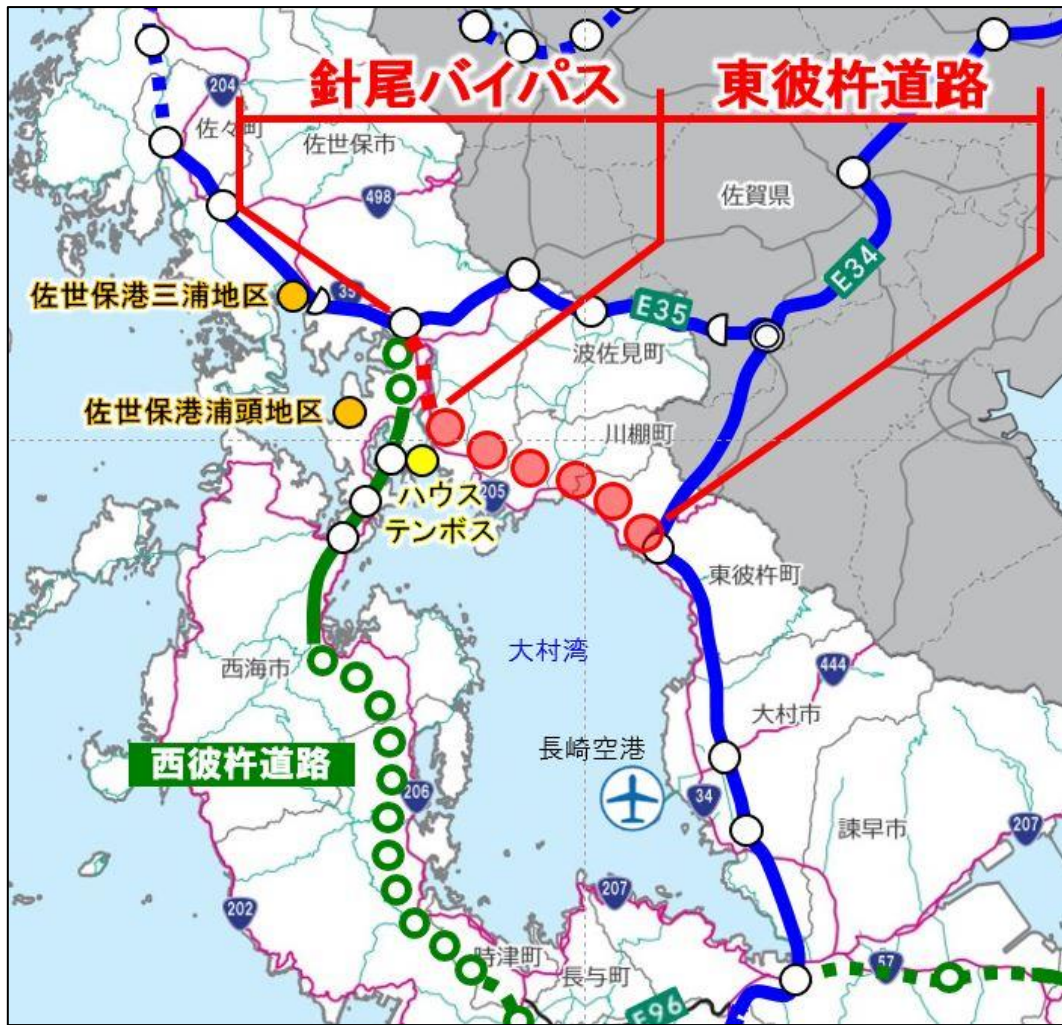 針尾バイパス
東彼杵道路
204
佐々町
佐世保市
498
佐賀県
E34
佐世保港三浦地区
35
E35
波佐見町
佐世保港浦頭地区
川棚町
ハウス
テンボス
205
東彼杵町
大村湾
西海市
444
大村市
西彼杵道路
長崎空港
206
34
諫早市
207
202
207
時津町
長与町
57
E96